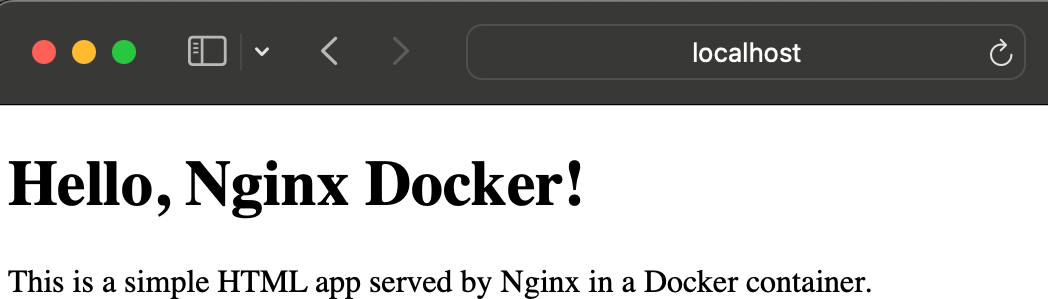 localhost
Hello, Nginx Docker!
This is a simple HTML app served by Nginx in a Docker container.